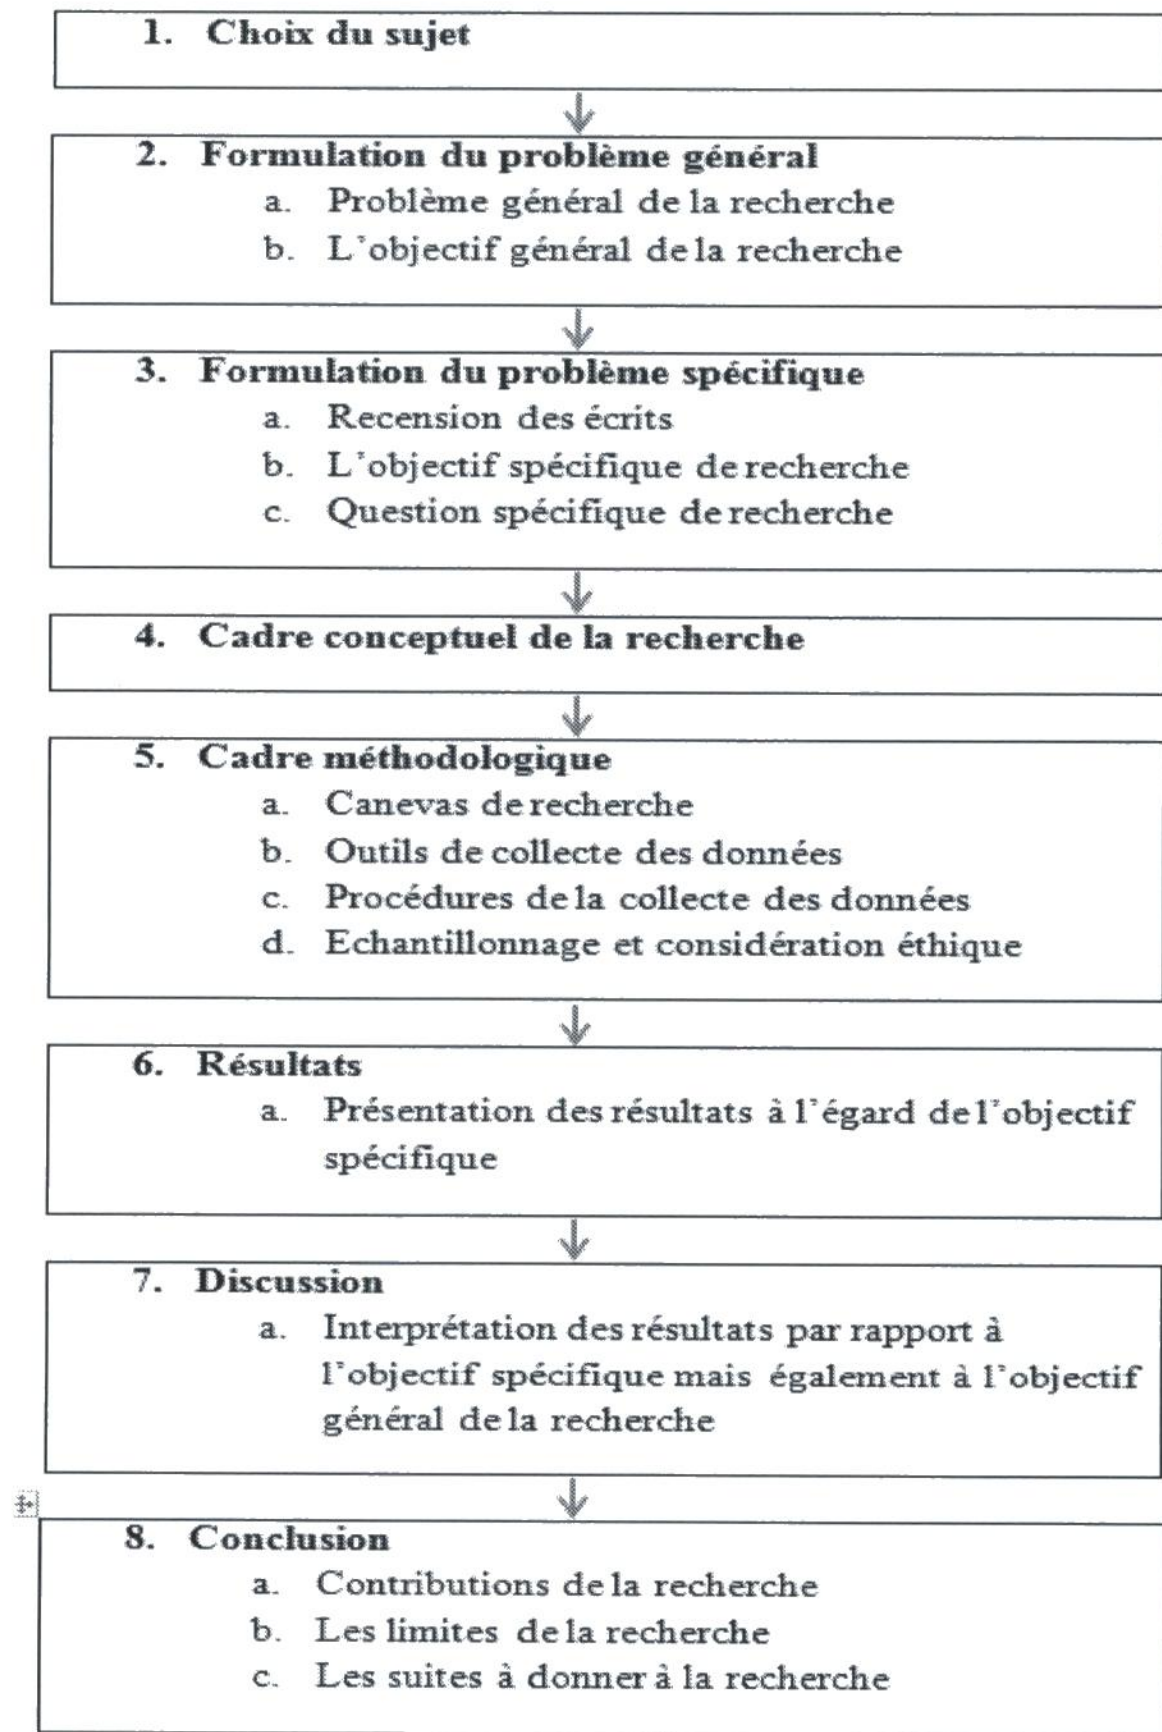 1. Choix du sujet
2. Formulation du problème général
a. Problème général de la recherche
b. L'objectif général de la recherche
3. Formulation du problème spécifique
a. Recension des écrits
b. L'objectif spécifique de recherche
c. Question spécifique de recherche
4. Cadre conceptuel de la recherche
5. Cadre méthodologique
a. Canevas de recherche
b. Outils de collecte des données
c. Procédures de la collecte des données
d. Echantillonnage et considération éthique
6. Résultats
a. Présentation des résultats à l'égard de l'objectif
spécifique
7. Discussion
a. Interprétation des résultats par rapport à
l'objectif spécifique mais également à l'objectif
général de la recherche
8. Conclusion
a. Contributions de la recherche
b. Les limites de la recherche
c. Les suites à donner à la recherche